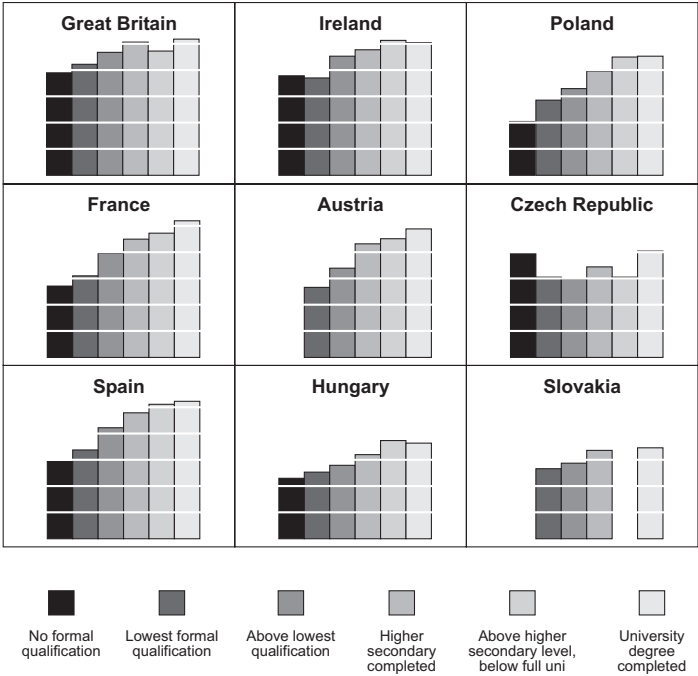 Great Britain
Ireland
Poland
France
Austria
Czech Republic
Spain
Hungary
Slovakia
No formal
qualification
Lowest formal
qualification
Above lowest
qualification
Higher
secondary
completed
Above higher
secondary level,
below full uni
University
degree
completed